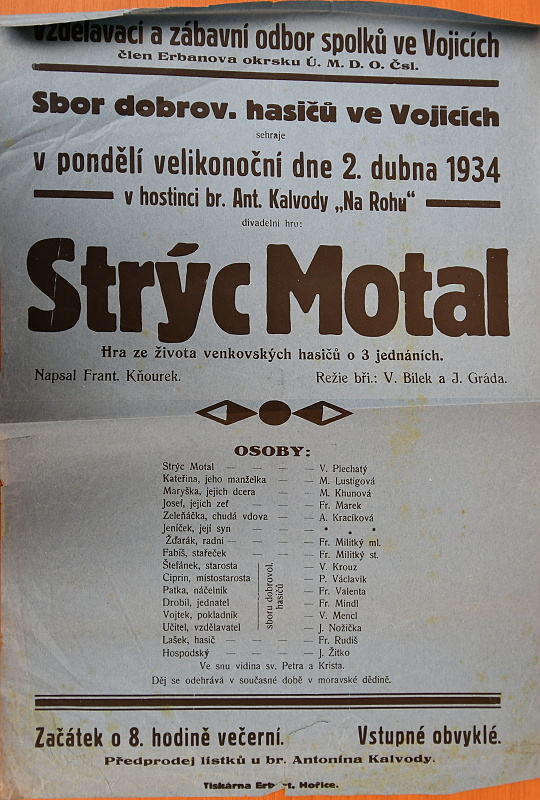 Vzdělávací a zábavní odbor spolků ve Vojicích
člen Erbanova okrsku Ú. M. D. O. Čsl.
Sbor dobrov. hasičů ve Vojicích
sehraje
v pondělí velikonoční dne 2. dubna 1934
v hostinci br. Ant. Kalvody „Na Rohu“
divadelní hru:
Strýc Motal
Hra ze života venkovských hasičů o 3 jednáních.
Napsal Frant. Kňourek. Režie bři.: V. Bílek a J. Gráda.
OSOBY:
Strýc Motal — — — — V. Plechatý
Kateřina, jeho manželka — — M. Lustigová
Maryška, jejich dcera — — M. Khunová
Josef, jejich zeť — — — Fr. Marek
Zeleňáčka, chudá vdova — — A. Kracíková
Jeníček, její syn — — — * * *
Žďarák, radní — — — — Fr. Militký ml.
Fabiš, stařeček — — — Fr. Militký st.
Štefánek, starosta — V. Krouz
Ciprin, místostarosta — P. Václavík
Patka, náčelník — Fr. Valenta
Drobil, jednatel — Fr. Mindl
Vojtek, pokladník — V. Mencl
Učitel, vzdělavatel — J. Nožička
sboru dobrovol. hasičů
Lašek, hasič — — — — Fr. Rudiš
Hospodský — — — — J. Žitko
Ve snu vidina sv. Petra a Krista.
Děj se odehrává v současné době v moravské dědině.
Začátek o 8. hodině večerní. Vstupné obvyklé.
Předprodej lístků u br. Antonína Kalvody.
Tiskárna Hořice.